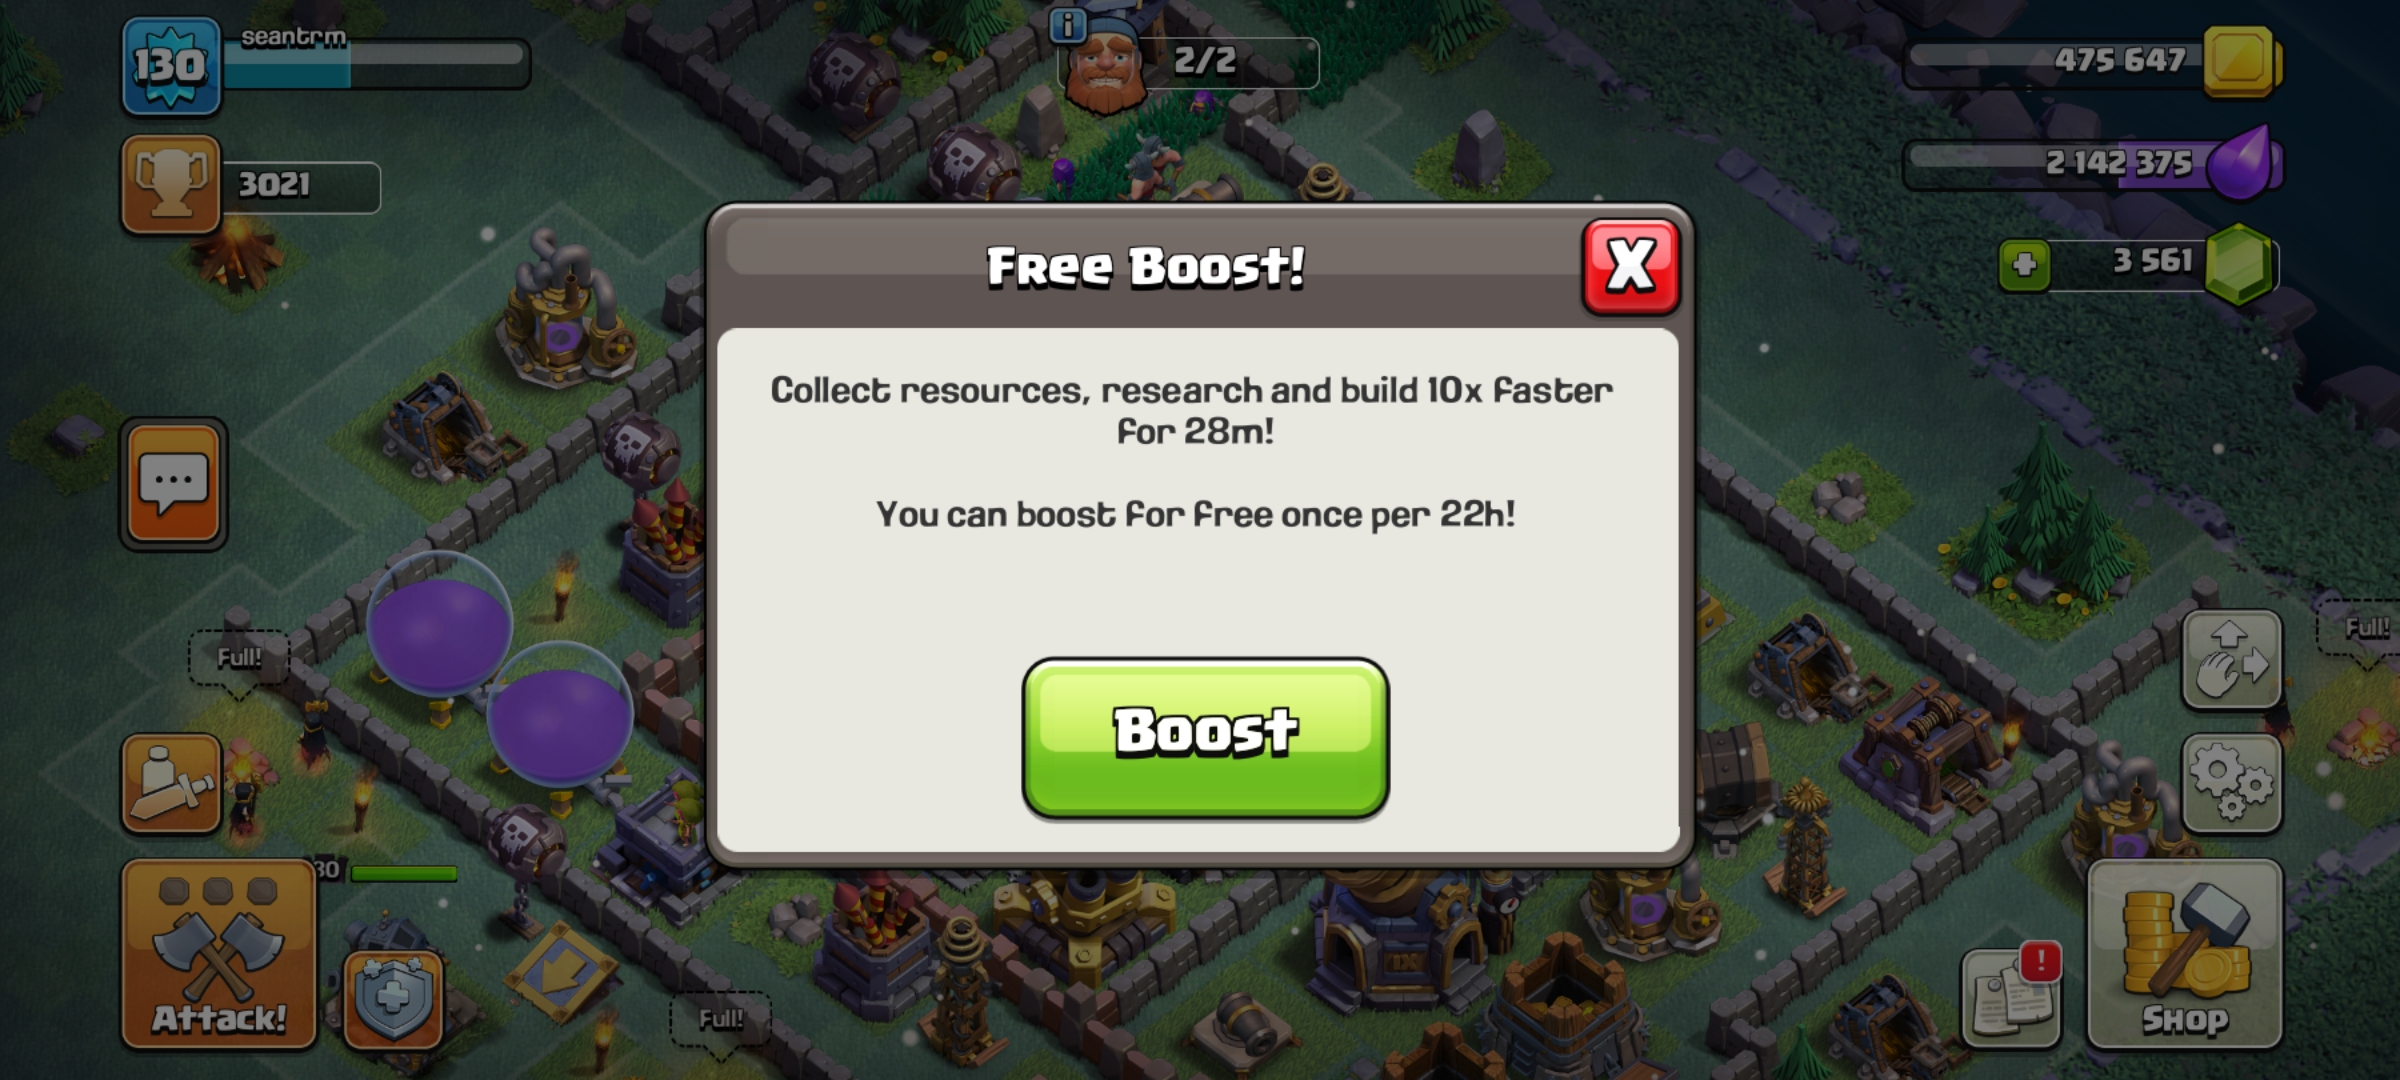 130
seantrm
i
2/2
475 647
3021
2 142 375
3 561
Free Boost!
X
Collect resources, research and build 10x faster
for 28m!
You can boost for free once per 22h!
Boost
Full!
Full!
30
Attack!
Full!
!
Shop